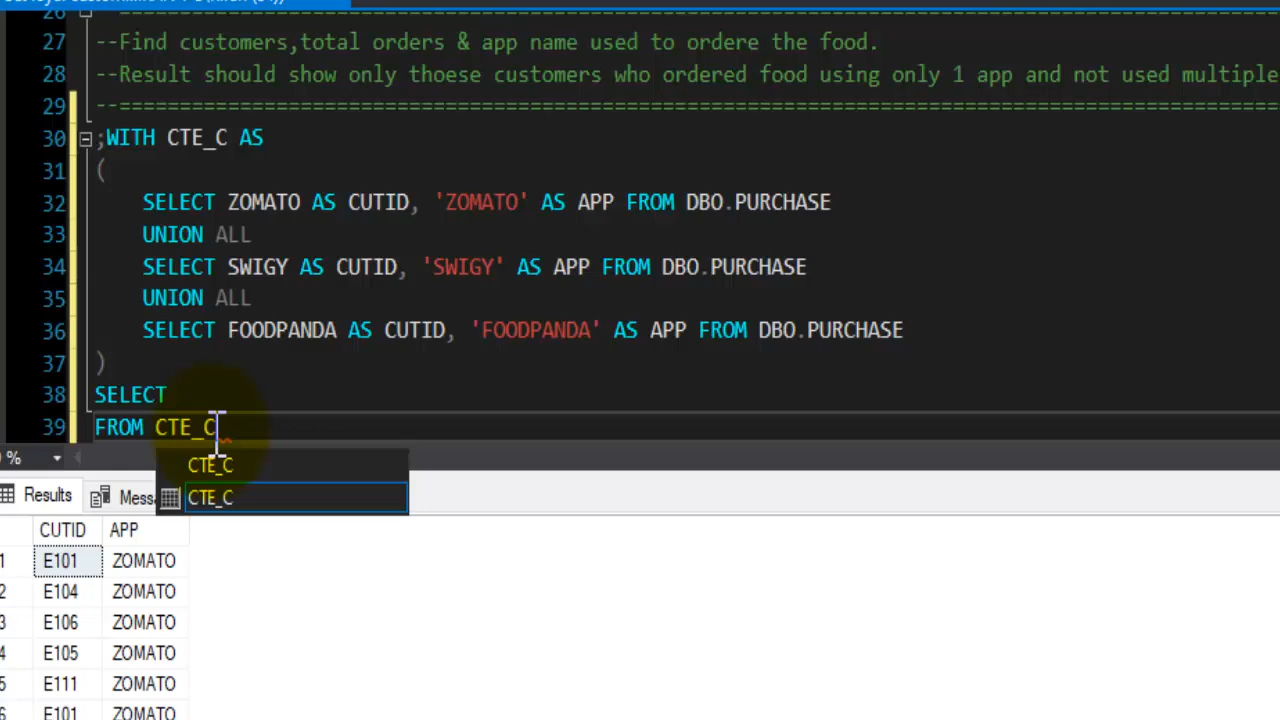 26
27 --Find customers,total orders & app name used to ordere the food.
28 --Result should show only thoese customers who ordered food using only 1 app and not used multiple
29 --==================================================================================================
30 ;WITH CTE_C AS
31 (
32 SELECT ZOMATO AS CUTID, 'ZOMATO' AS APP FROM DBO.PURCHASE
33 UNION ALL
34 SELECT SWIGY AS CUTID, 'SWIGY' AS APP FROM DBO.PURCHASE
35 UNION ALL
36 SELECT FOODPANDA AS CUTID, 'FOODPANDA' AS APP FROM DBO.PURCHASE
37 )
38 SELECT
39 FROM CTE_C
%
CTE_C
CTE_C
Results Mess
CUTID APP
1 E101 ZOMATO
2 E104 ZOMATO
3 E106 ZOMATO
4 E105 ZOMATO
5 E111 ZOMATO
6 E101 ZOMATO